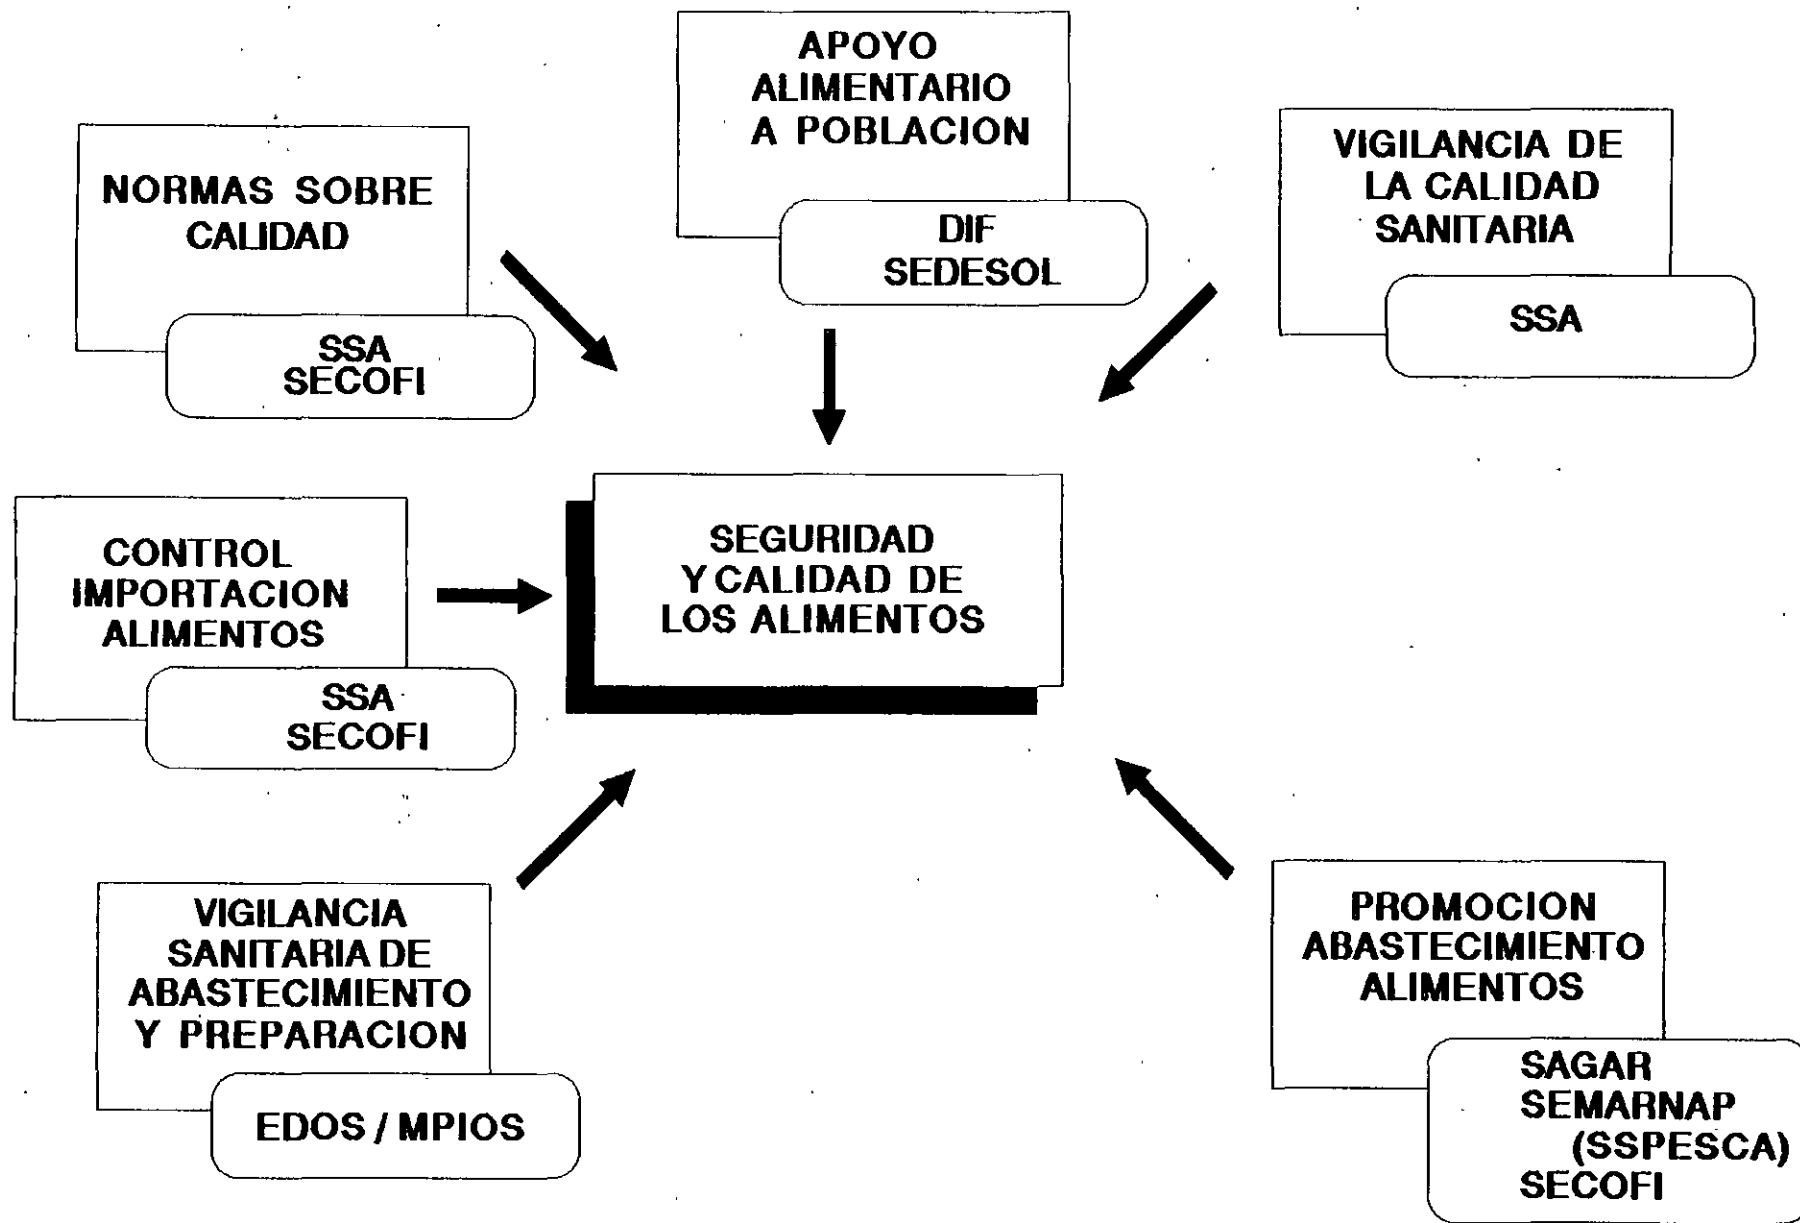 APOYO
ALIMENTARIO
A POBLACION
DIF
SEDESOL
NORMAS SOBRE
CALIDAD
SSA
SECOFI
VIGILANCIA DE
LA CALIDAD
SANITARIA
SSA
CONTROL
IMPORTACION
ALIMENTOS
SSA
SECOFI
SEGURIDAD
Y CALIDAD DE
LOS ALIMENTOS
VIGILANCIA
SANITARIA DE
ABASTECIMIENTO
Y PREPARACION
EDOS / MPIOS
PROMOCION
ABASTECIMIENTO
ALIMENTOS
SAGAR
SEMARNAP
(SSPESCA)
SECOFI